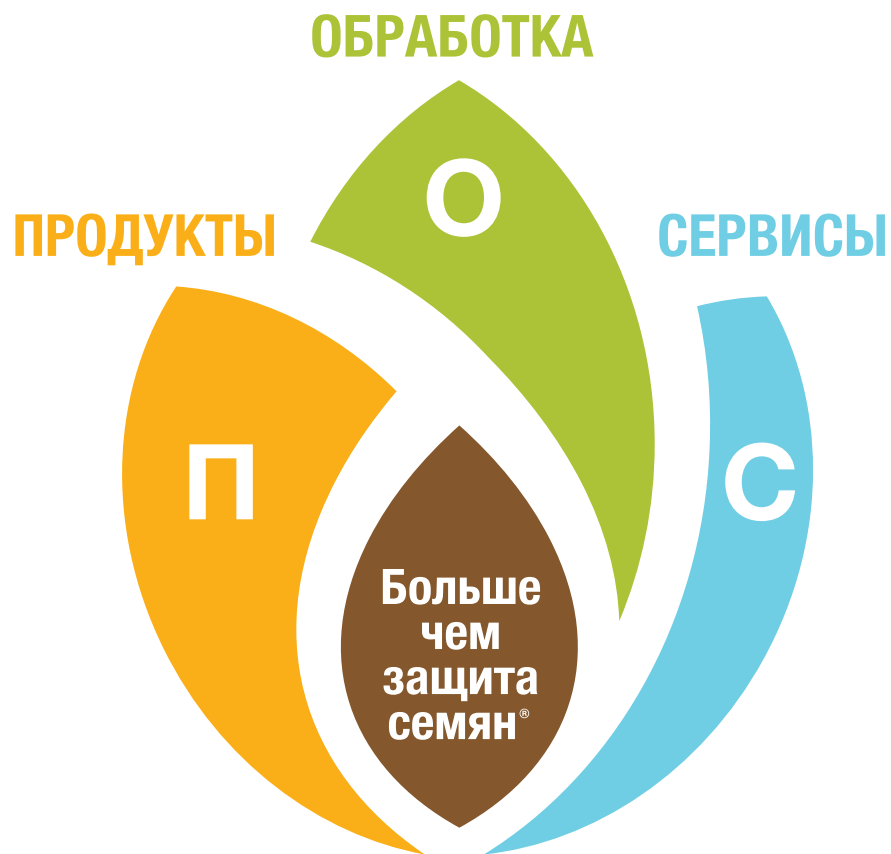 ОБРАБОТКА
ПРОДУКТЫ
СЕРВИСЫ
О
П
С
Больше
чем
защита
семян®